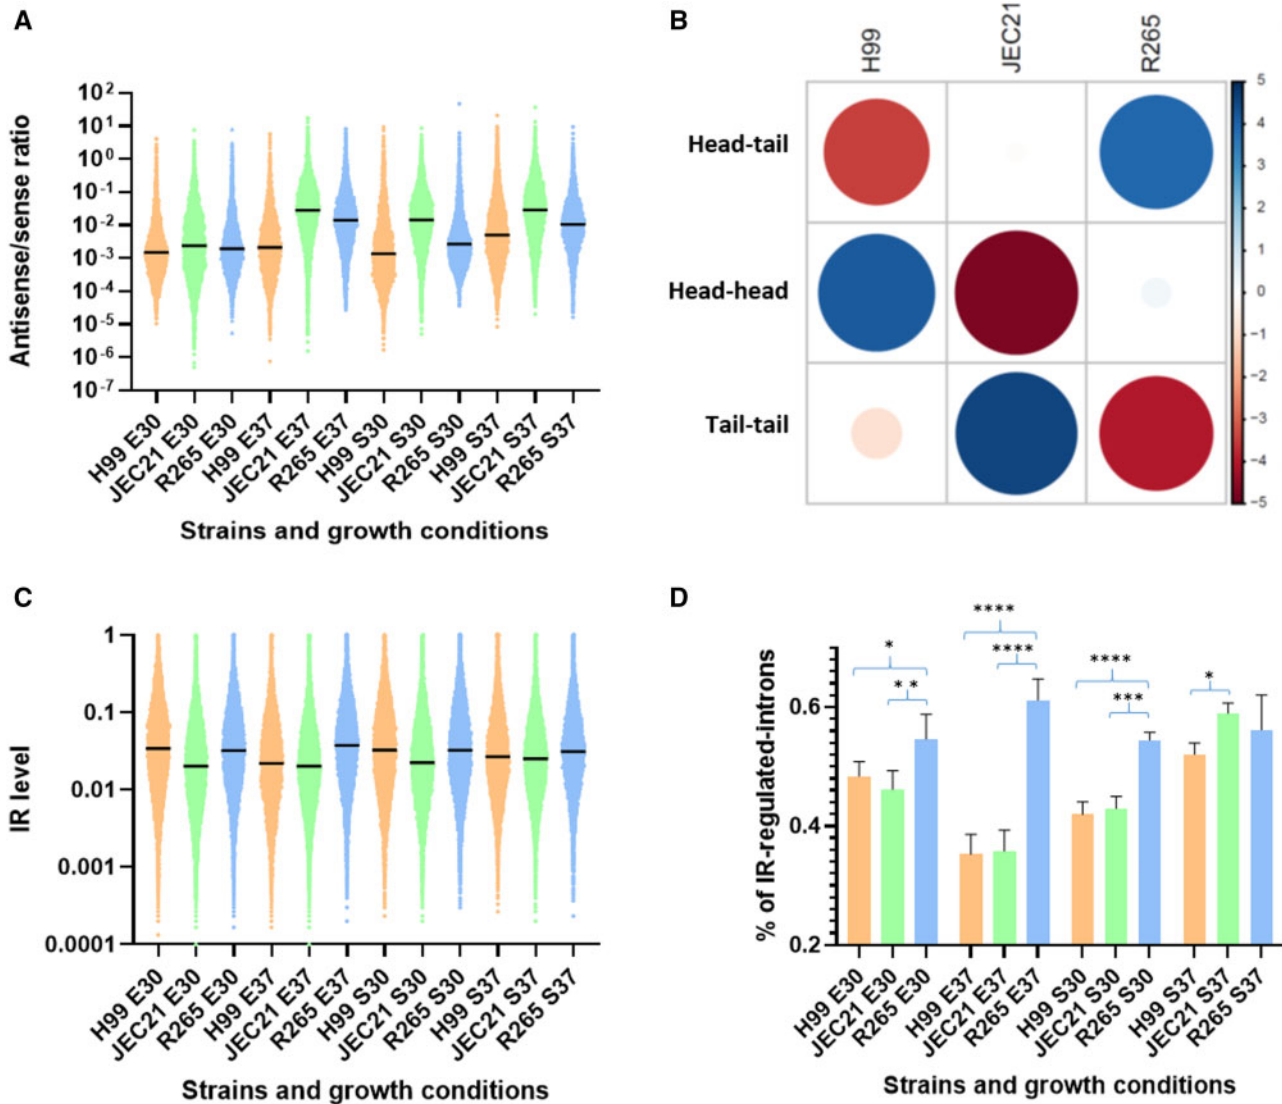 A
Antisense/sense ratio
10²
10¹
10⁰
10⁻¹
10⁻²
10⁻³
10⁻⁴
10⁻⁵
10⁻⁶
10⁻⁷
H99 E30
JEC21 E30
R265 E30
H99 E37
JEC21 E37
R265 E37
H99 S30
JEC21 S30
R265 S30
H99 S37
JEC21 S37
R265 S37
Strains and growth conditions
B
H99
JEC21
R265
Head-tail
Head-head
Tail-tail
5
4
3
2
1
0
−1
−2
−3
−4
−5
C
IR level
1
0.1
0.01
0.001
0.0001
H99 E30
JEC21 E30
R265 E30
H99 E37
JEC21 E37
R265 E37
H99 S30
JEC21 S30
R265 S30
H99 S37
JEC21 S37
R265 S37
Strains and growth conditions
D
% of IR-regulated-introns
0.6
0.4
0.2
*
**
****
****
****
***
*
H99 E30
JEC21 E30
R265 E30
H99 E37
JEC21 E37
R265 E37
H99 S30
JEC21 S30
R265 S30
H99 S37
JEC21 S37
R265 S37
Strains and growth conditions